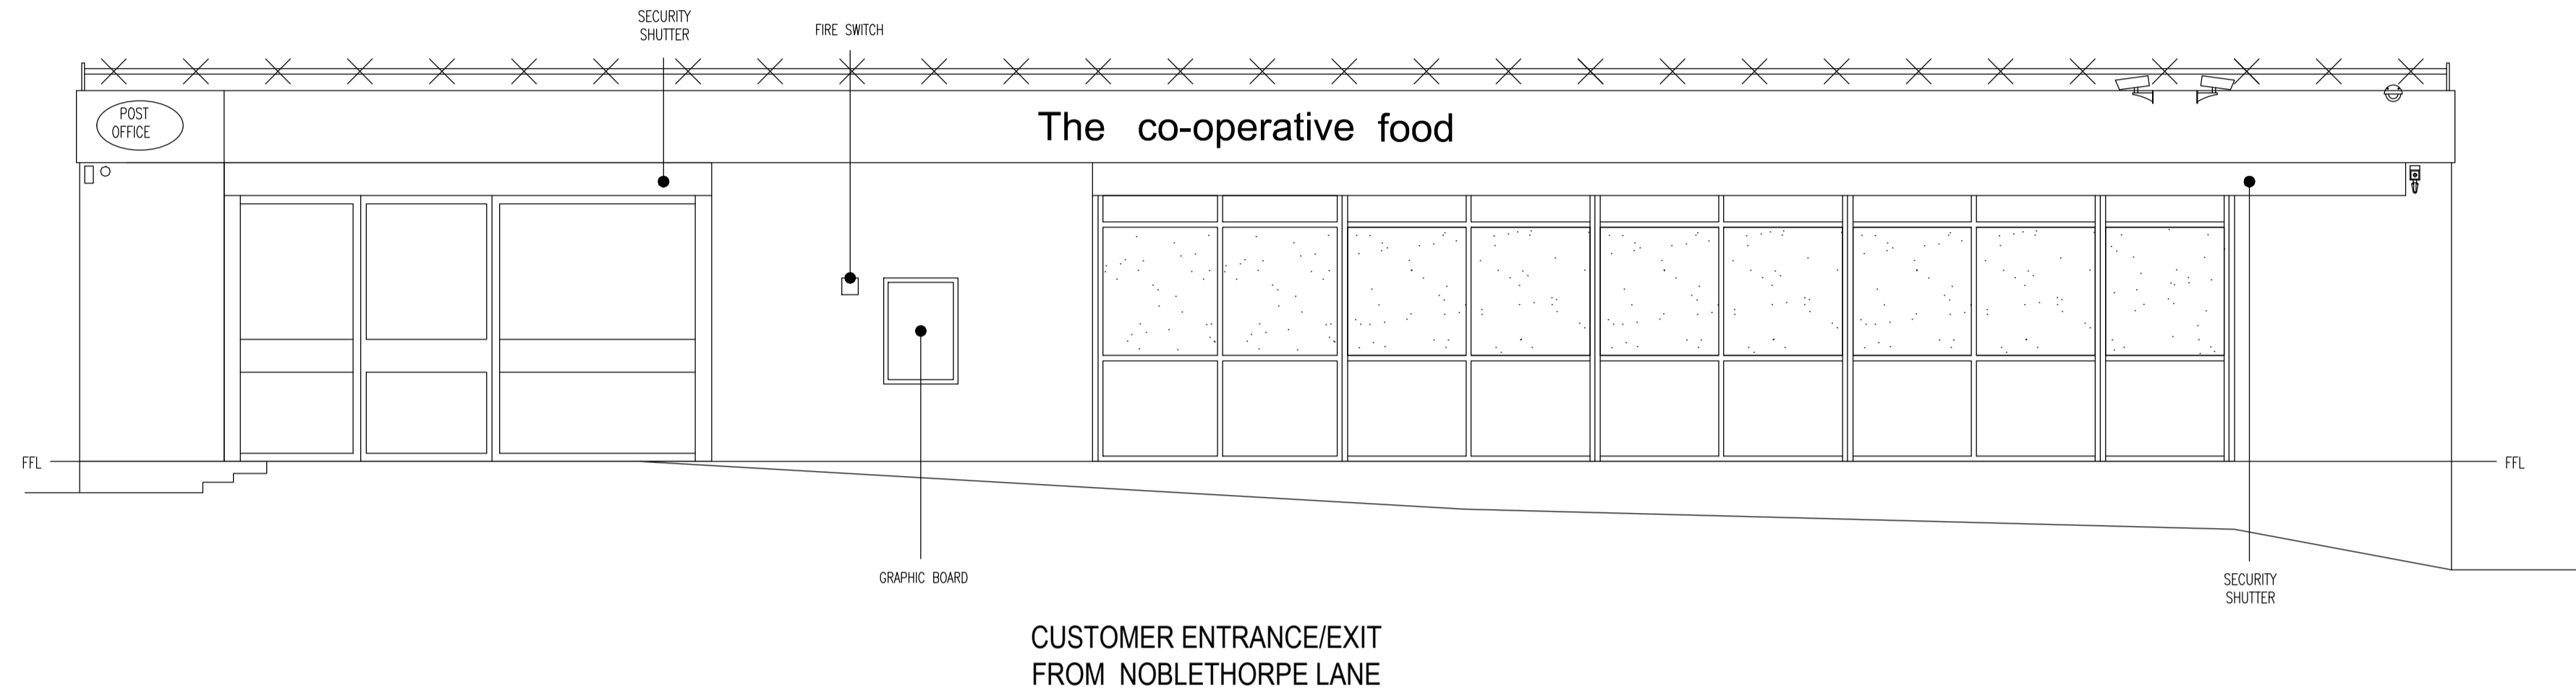 SECURITY
SHUTTER
FIRE SWITCH
POST
OFFICE
The co-operative food
FFL
FFL
GRAPHIC BOARD
SECURITY
SHUTTER
CUSTOMER ENTRANCE/EXIT
FROM NOBLETHORPE LANE